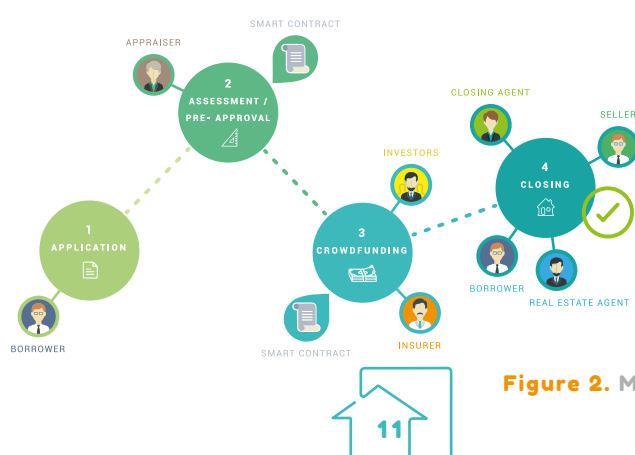 SMART CONTRACT
APPRAISER
2
ASSESSMENT /
PRE- APPROVAL
CLOSING AGENT
SELLER
INVESTORS
4
CLOSING
1
APPLICATION
3
CROWDFUNDING
BORROWER
REAL ESTATE AGENT
BORROWER
SMART CONTRACT
INSURER
Figure 2. M
11